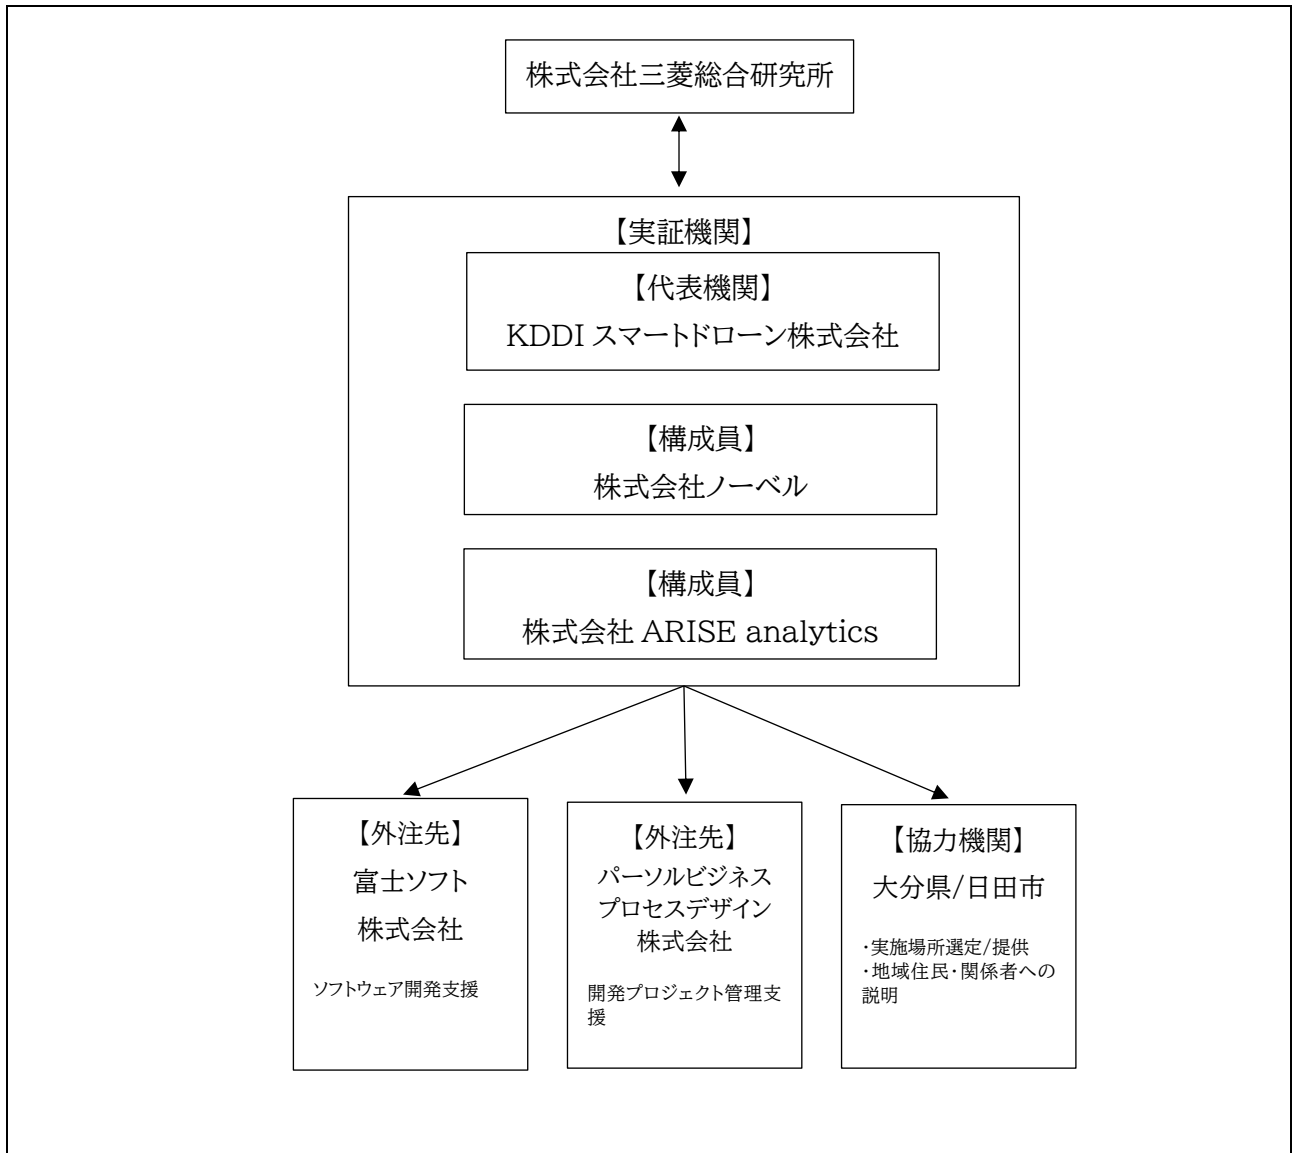 株式会社三菱総合研究所
【実証機関】
【代表機関】
KDDI スマートドローン株式会社
【構成員】
株式会社ノーベル
【構成員】
株式会社 ARISE analytics
【外注先】
富士ソフト
株式会社
ソフトウェア開発支援
【外注先】
パーソルビジネス
プロセスデザイン
株式会社
開発プロジェクト管理支
援
【協力機関】
大分県/日田市
・実施場所選定/提供
・地域住民・関係者への
説明